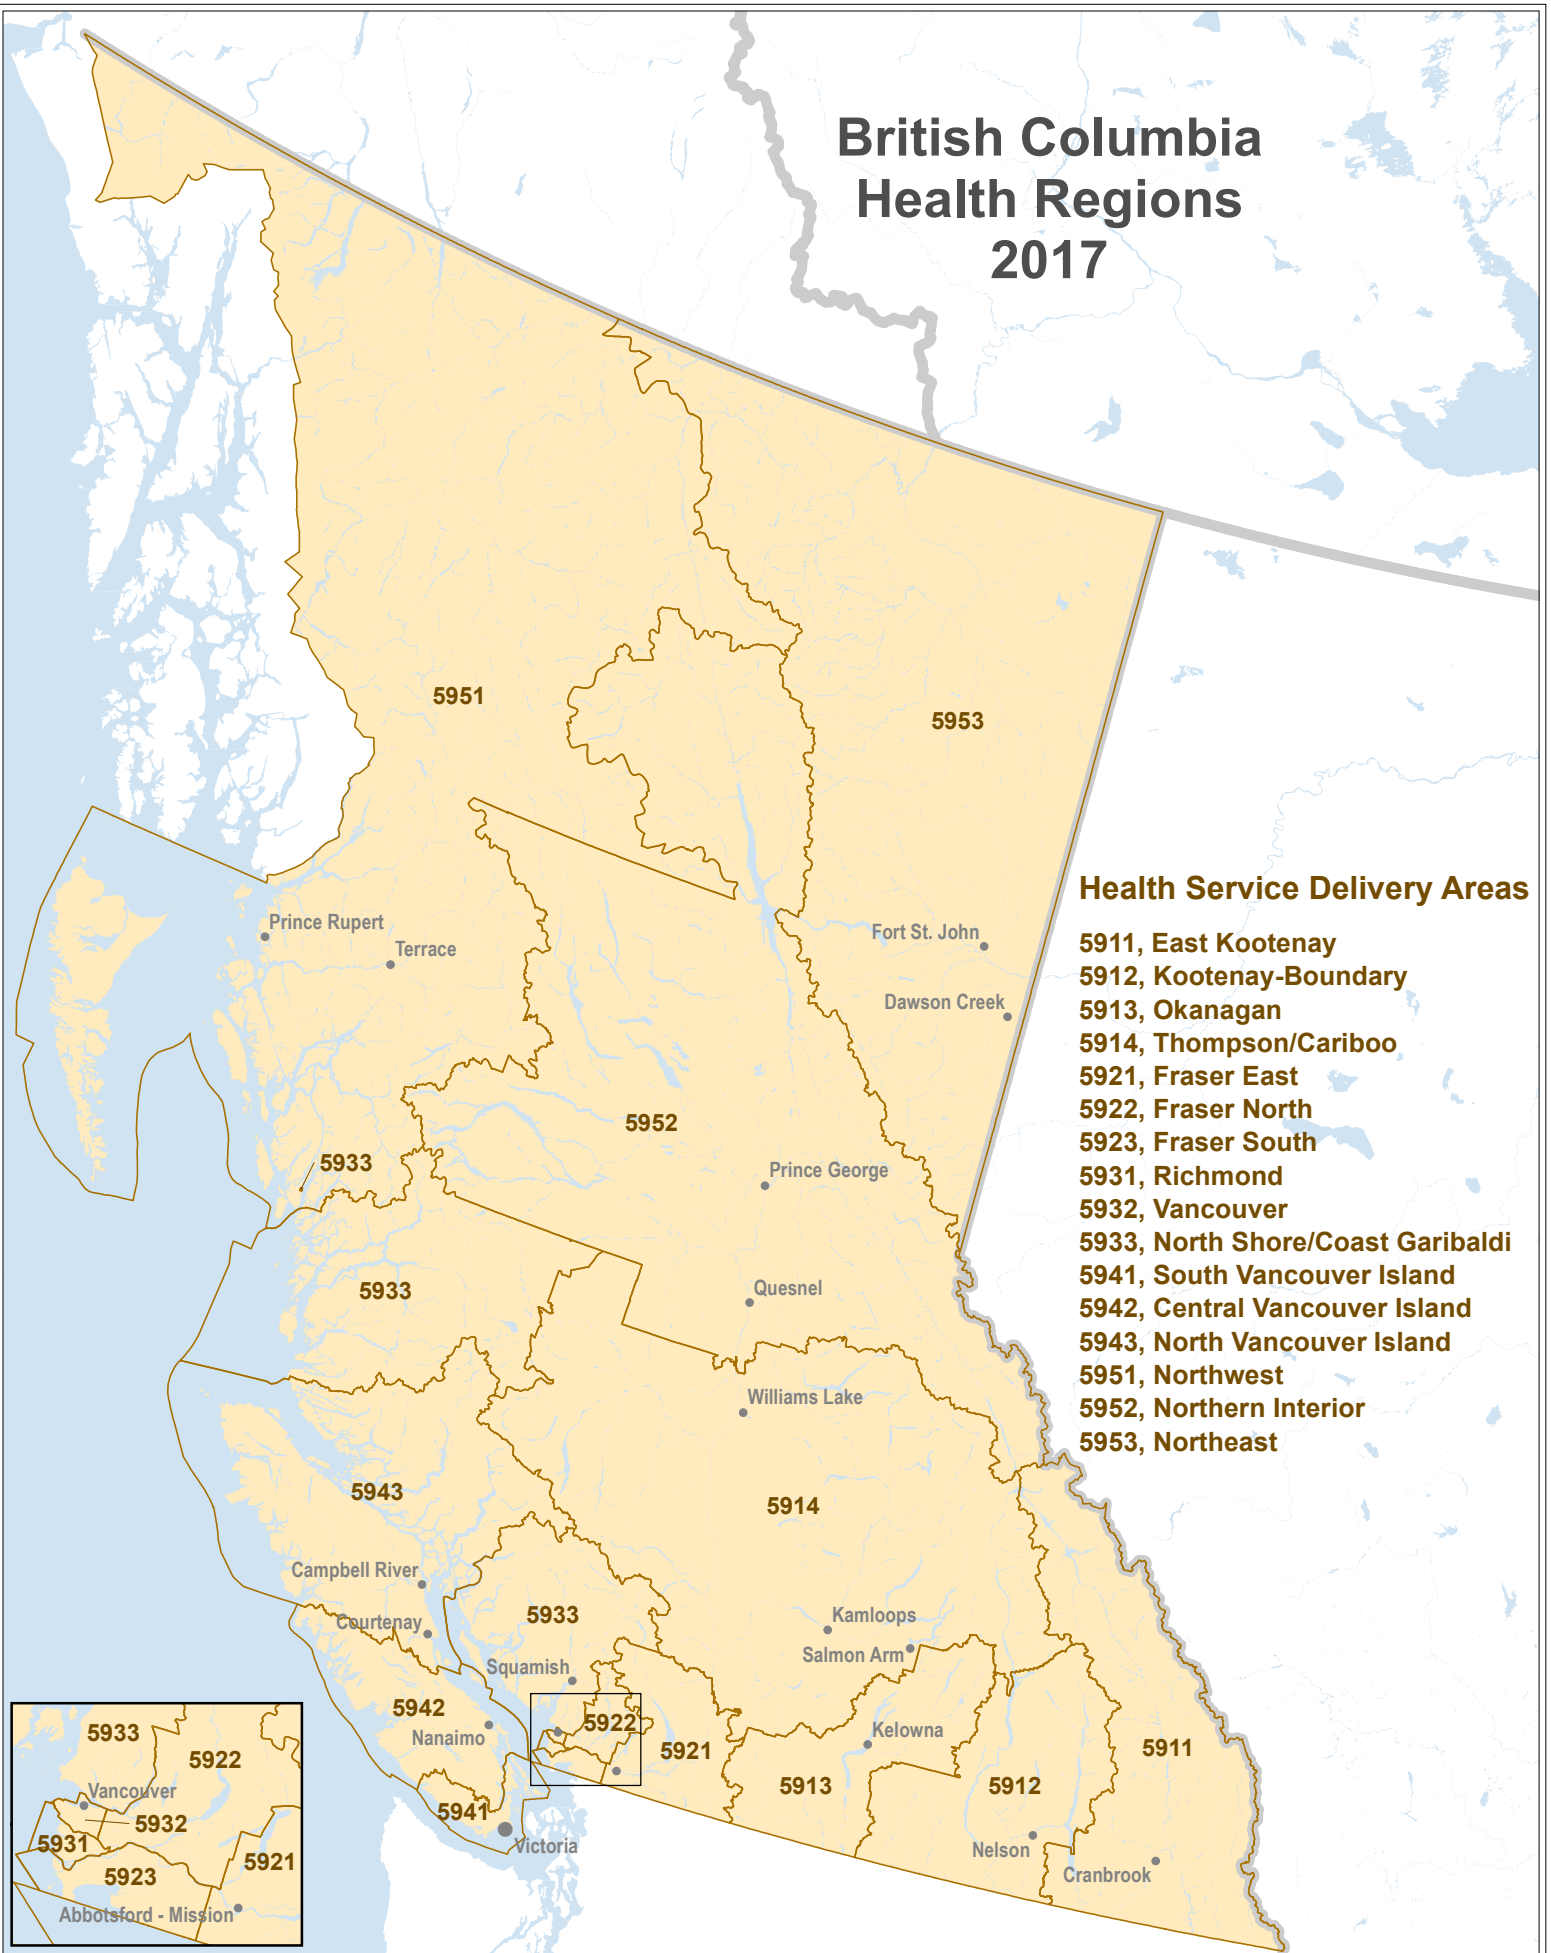 British Columbia
Health Regions
2017
5951
5953
Prince Rupert
Terrace
Fort St. John
Dawson Creek
5952
5933
Prince George
5933
Quesnel
Williams Lake
5943
5914
Campbell River
Courtenay
5933
Kamloops
Salmon Arm
Squamish
5942
Nanaimo
5922
5921
Kelowna
5911
5913
5912
5941
Victoria
Nelson
Cranbrook
Health Service Delivery Areas
5911, East Kootenay
5912, Kootenay-Boundary
5913, Okanagan
5914, Thompson/Cariboo
5921, Fraser East
5922, Fraser North
5923, Fraser South
5931, Richmond
5932, Vancouver
5933, North Shore/Coast Garibaldi
5941, South Vancouver Island
5942, Central Vancouver Island
5943, North Vancouver Island
5951, Northwest
5952, Northern Interior
5953, Northeast
5933
5922
Vancouver
5932
5931
5921
5923
Abbotsford - Mission